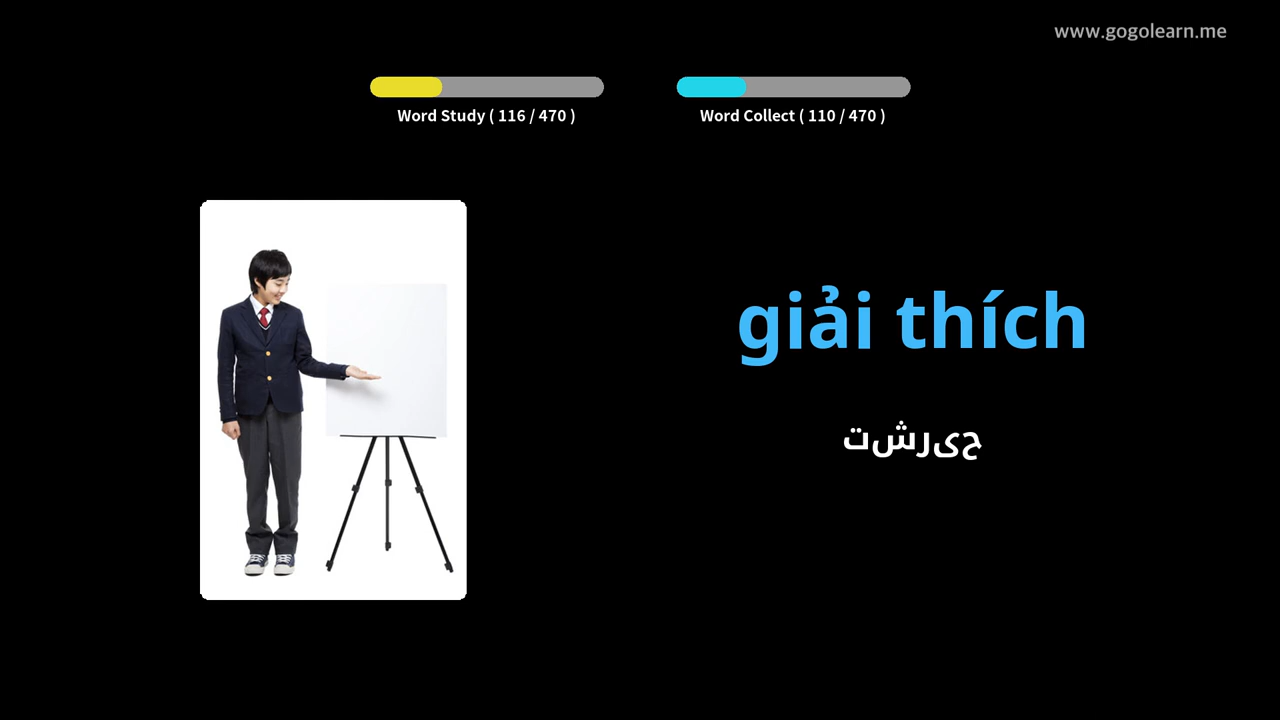 www.gogolearn.me
Word Study ( 116 / 470 )
Word Collect ( 110 / 470 )
giải thích
تشریح